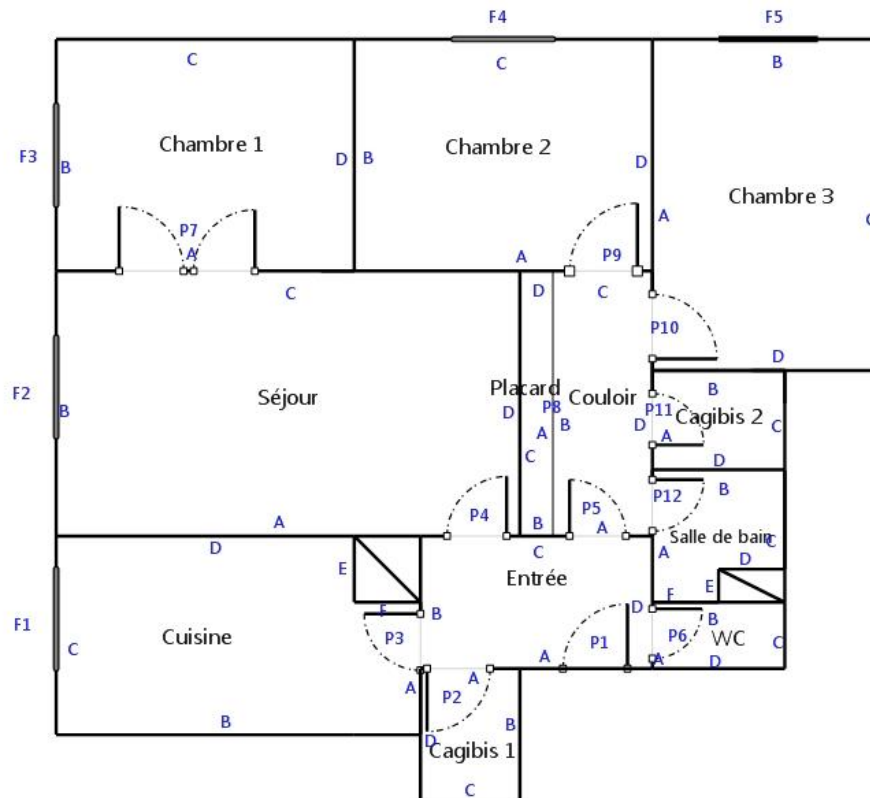 F4
F5
C
C
B
Chambre 1
Chambre 2
F3
B
D
B
D
Chambre 3
A
C
P7
A
P9
A
C
D
C
P10
F2
B
Séjour
Placard
D
P8
A
B
C
Couloir
D
P11
A
B
Cagibis 2
C
D
D
P4
B
P5
A
P12
B
Salle de bain
C
A
D
E
F
A
D
C
Entrée
E
F
B
D
F1
C
Cuisine
P3
A
P1
P6
A
B
WC
C
D
A
A
P2
B
B
D
Cagibis 1
C